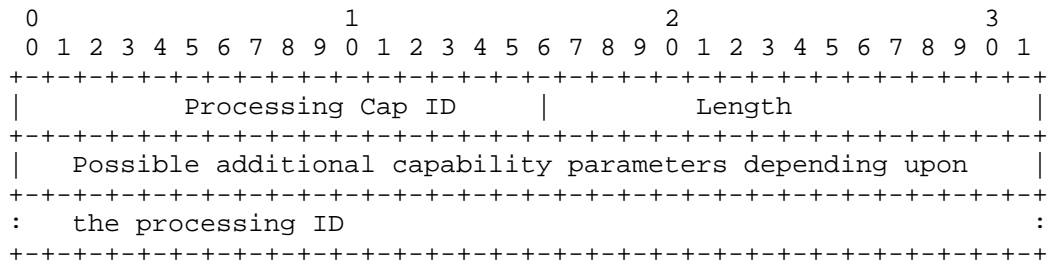 0                   1                   2                   3
 0 1 2 3 4 5 6 7 8 9 0 1 2 3 4 5 6 7 8 9 0 1 2 3 4 5 6 7 8 9 0 1
+-+-+-+-+-+-+-+-+-+-+-+-+-+-+-+-+-+-+-+-+-+-+-+-+-+-+-+-+-+-+-+-+
|          Processing Cap ID     |         Length               |
+-+-+-+-+-+-+-+-+-+-+-+-+-+-+-+-+-+-+-+-+-+-+-+-+-+-+-+-+-+-+-+-+
|   Possible additional capability parameters depending upon    |
+-+-+-+-+-+-+-+-+-+-+-+-+-+-+-+-+-+-+-+-+-+-+-+-+-+-+-+-+-+-+-+-+
:   the processing ID                                           :
+-+-+-+-+-+-+-+-+-+-+-+-+-+-+-+-+-+-+-+-+-+-+-+-+-+-+-+-+-+-+-+-+